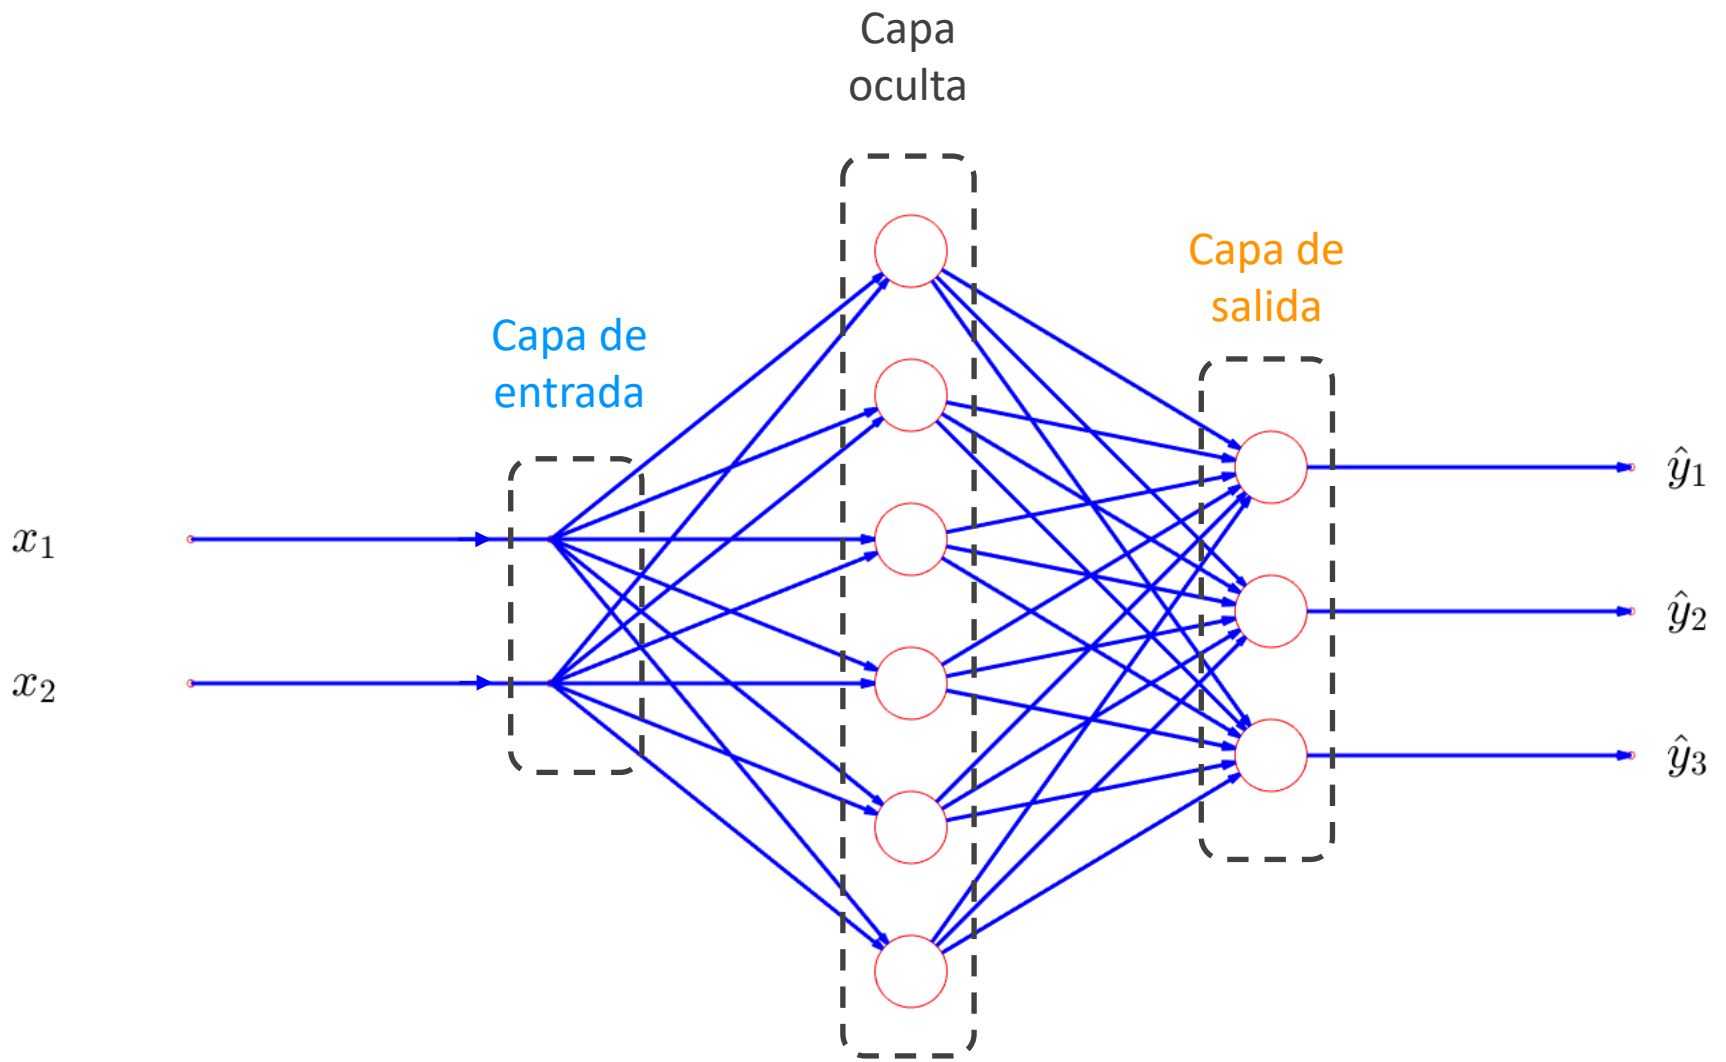 Capa
oculta
Capa de
salida
Capa de
entrada
x₁
x₂
ŷ₁
ŷ₂
ŷ₃